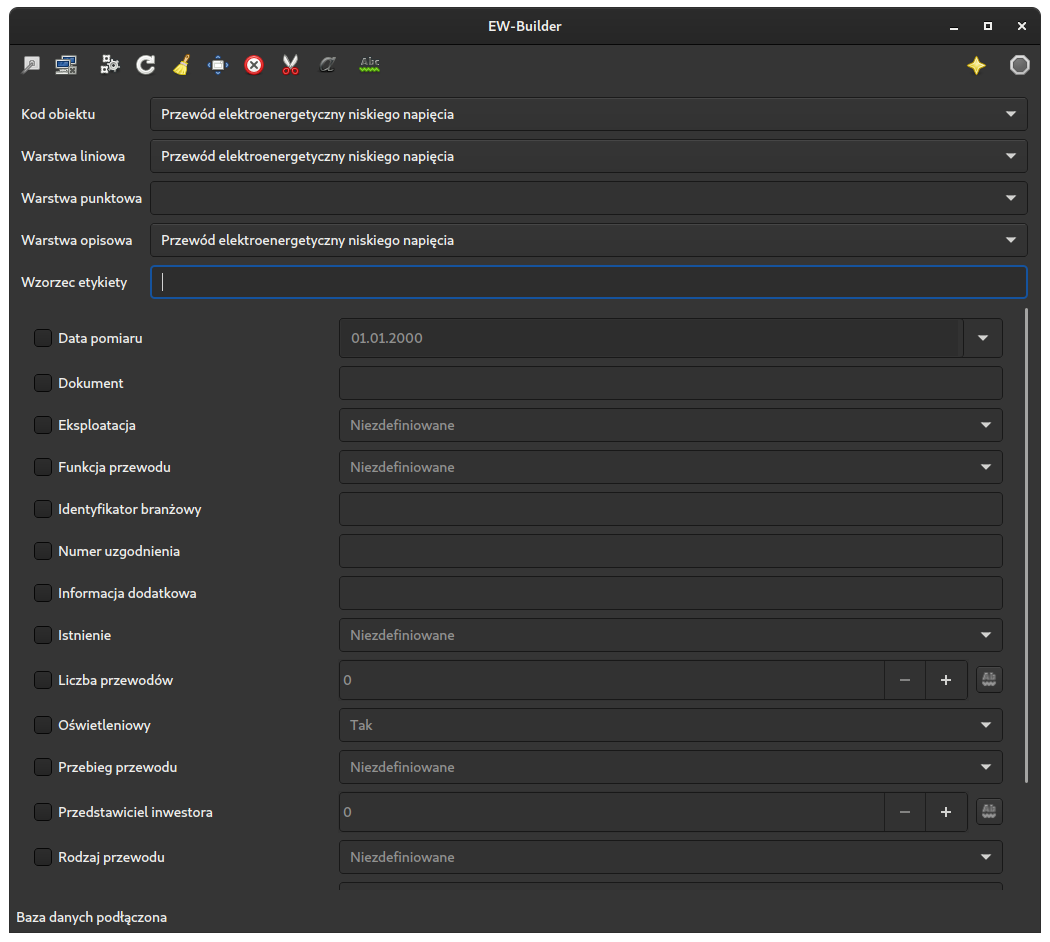 EW-Builder
Abc
Kod obiektu Przewód elektroenergetyczny niskiego napięcia
Warstwa liniowa Przewód elektroenergetyczny niskiego napięcia
Warstwa punktowa
Warstwa opisowa Przewód elektroenergetyczny niskiego napięcia
Wzorzec etykiety
Data pomiaru 01.01.2000
Dokument
Eksploatacja Niezdefiniowane
Funkcja przewodu Niezdefiniowane
Identyfikator branżowy
Numer uzgodnienia
Informacja dodatkowa
Istnienie Niezdefiniowane
Liczba przewodów 0 Ab
Oświetleniowy Tak
Przebieg przewodu Niezdefiniowane
Przedstawiciel inwestora 0 Ab
Rodzaj przewodu Niezdefiniowane
Baza danych podłączona